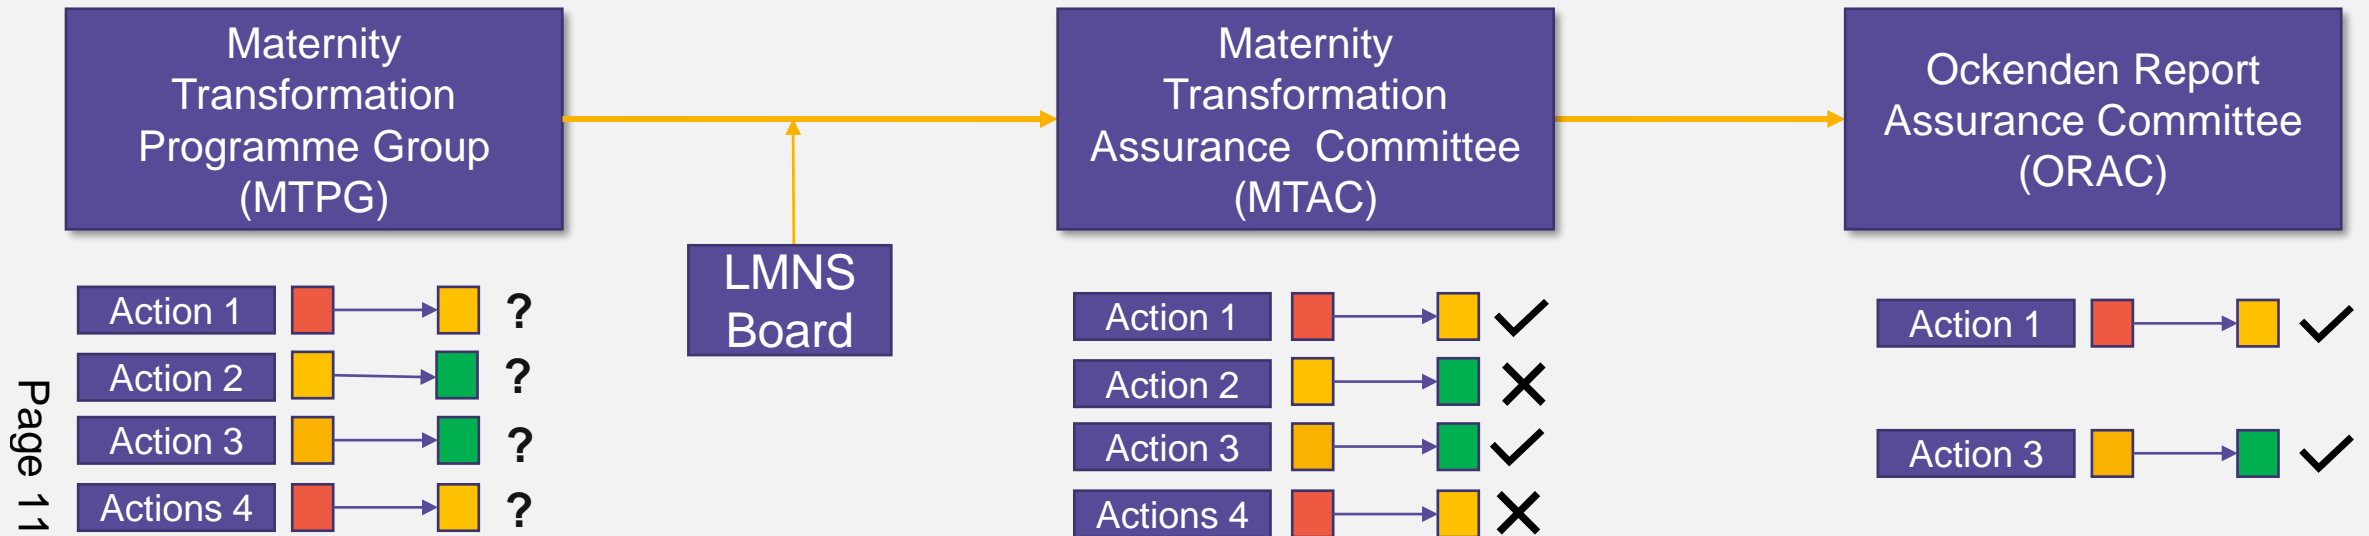 Maternity
Transformation
Programme Group
(MTPG)
LMNS
Board
Maternity
Transformation
Assurance Committee
(MTAC)
Ockenden Report
Assurance Committee
(ORAC)
Action 1 ?
Action 2 ?
Action 3 ?
Actions 4 ?
Action 1
Action 2
Action 3
Actions 4
Action 1
Action 3
Page 11